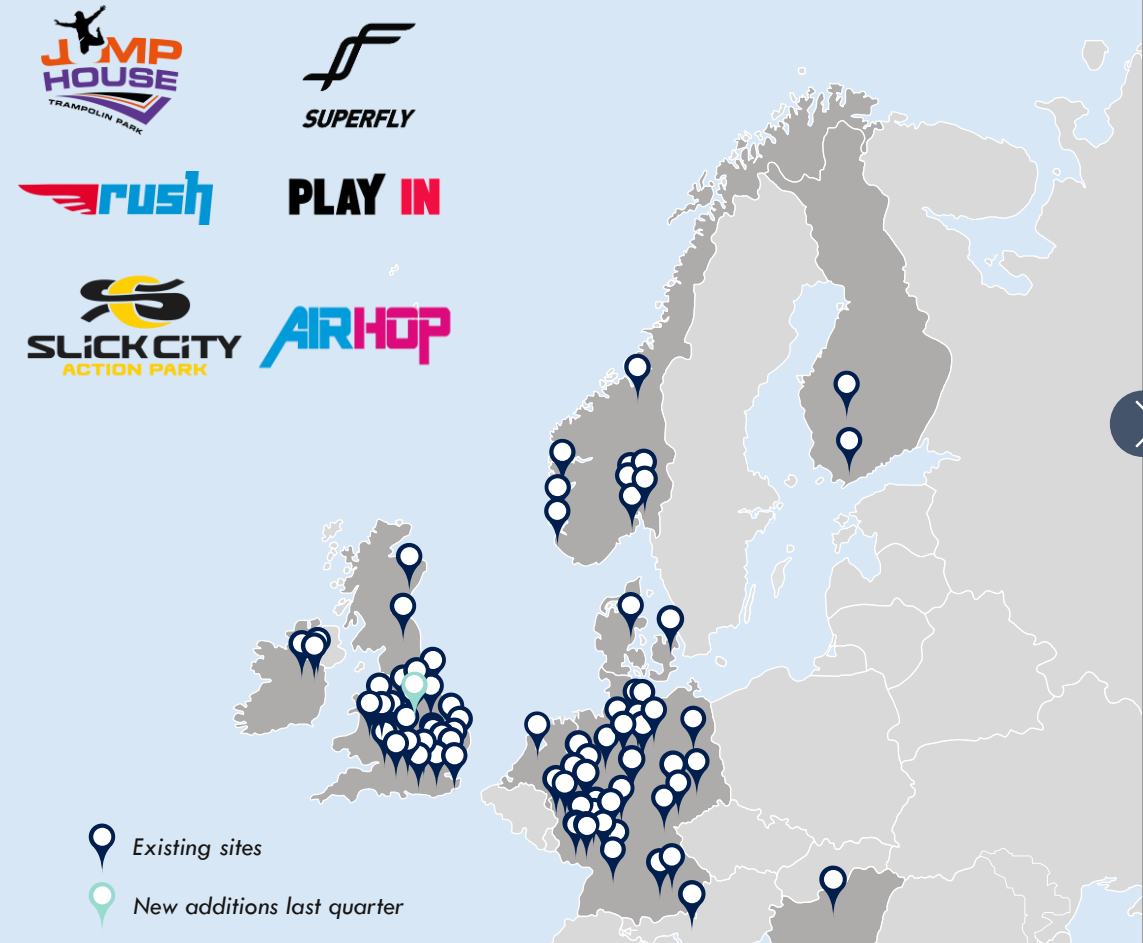 JUMP
HOUSE
TRAMPOLIN PARK
SUPERFLY
rush
PLAY IN
SLiCK CiTY
ACTION PARK
AIRHOP
Existing sites
New additions last quarter